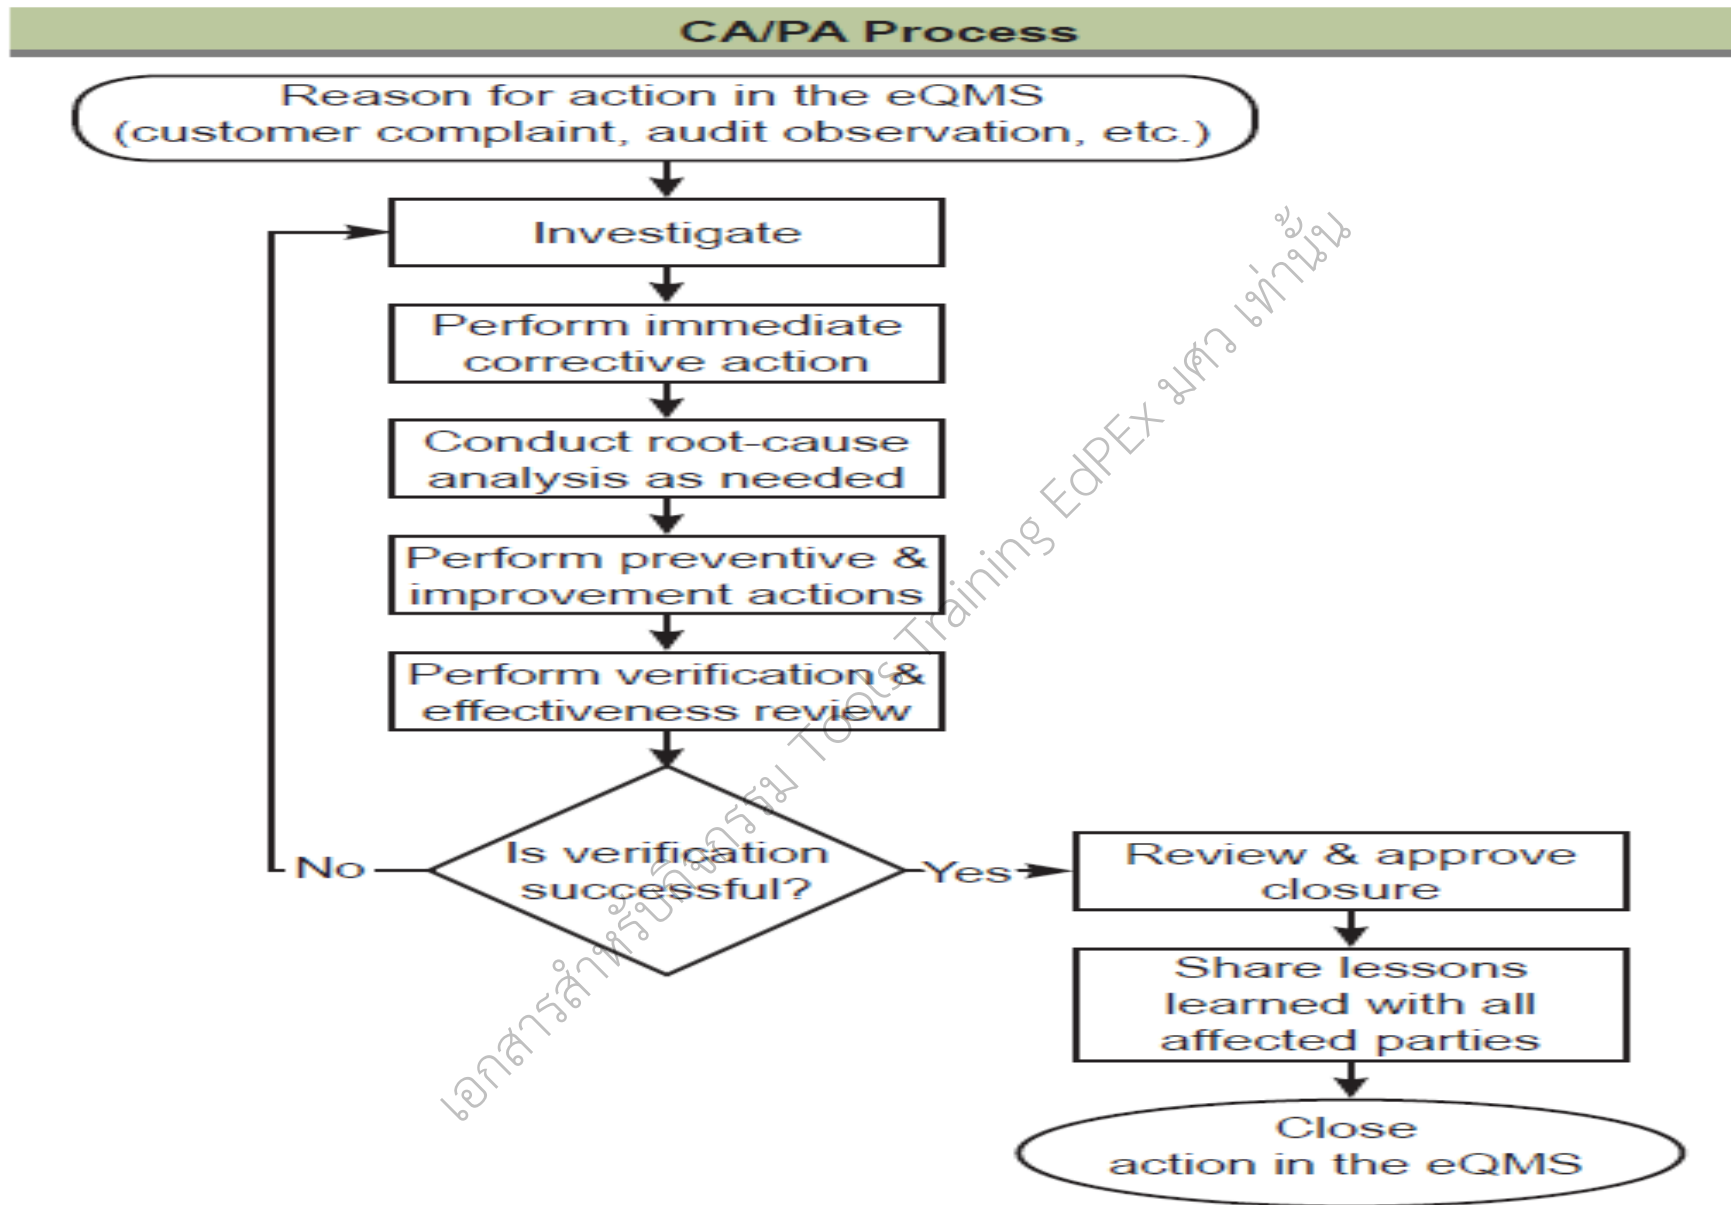 CA/PA Process
Reason for action in the eQMS
(customer complaint, audit observation, etc.)
Investigate
Perform immediate
corrective action
Conduct root-cause
analysis as needed
Perform preventive &
improvement actions
Perform verification &
effectiveness review
Is verification
successful?
No
Yes
Review & approve
closure
Share lessons
learned with all
affected parties
Close
action in the eQMS
เอกสารสำหรับกิจกรรม Tools Training EdPEx มศว เท่านั้น